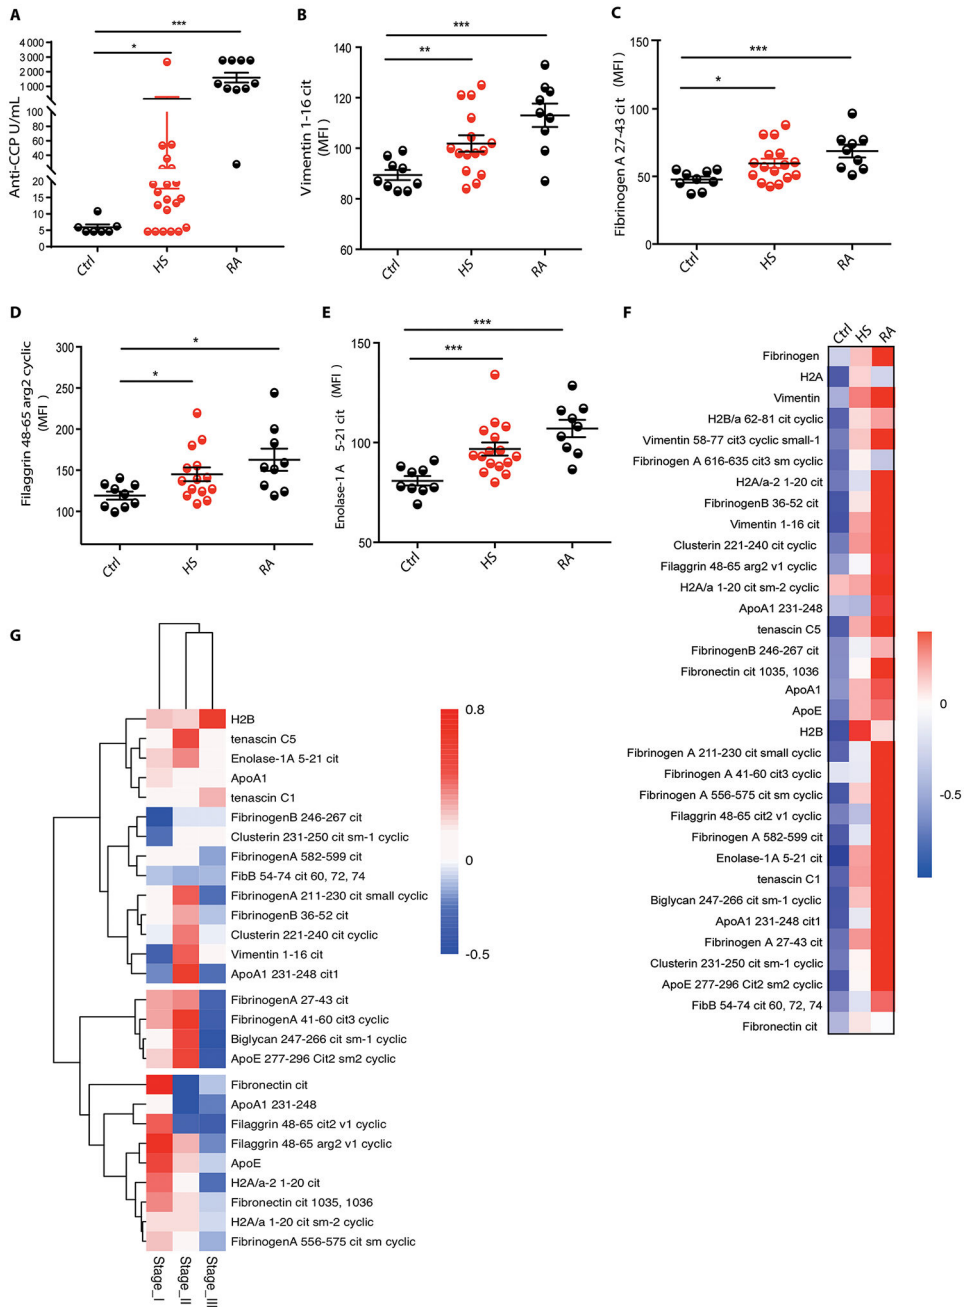 A
***
*
4 000
3 000
2 000
1 000
100
80
60
40
20
15
10
5
0
Anti-CCP U/mL
Ctrl
HS
RA
B
***
**
140
120
100
80
60
Vimentin 1-16 cit
(MFI)
Ctrl
HS
RA
C
***
*
150
100
50
0
Fibrinogen A 27-43 cit (MFI)
Ctrl
HS
RA
D
*
*
300
250
200
150
100
Filaggrin 48-65 arg2 cyclic
(MFI)
Ctrl
HS
RA
E
***
***
150
100
50
Enolase-1 A 5-21 cit (MFI)
Ctrl
HS
RA
F
Ctrl
HS
RA
Fibrinogen
H2A
Vimentin
H2B/a 62-81 cit cyclic
Vimentin 58-77 cit3 cyclic small-1
Fibrinogen A 616-635 cit3 sm cyclic
H2A/a-2 1-20 cit
FibrinogenB 36-52 cit
Vimentin 1-16 cit
Clusterin 221-240 cit cyclic
Filaggrin 48-65 arg2 v1 cyclic
H2A/a 1-20 cit sm-2 cyclic
ApoA1 231-248
tenascin C5
FibrinogenB 246-267 cit
Fibronectin cit 1035, 1036
ApoA1
ApoE
H2B
Fibrinogen A 211-230 cit small cyclic
Fibrinogen A 41-60 cit3 cyclic
Fibrinogen A 556-575 cit sm cyclic
Filaggrin 48-65 cit2 v1 cyclic
Fibrinogen A 582-599 cit
Enolase-1A 5-21 cit
tenascin C1
Biglycan 247-266 cit sm-1 cyclic
ApoA1 231-248 cit1
Fibrinogen A 27-43 cit
Clusterin 231-250 cit sm-1 cyclic
ApoE 277-296 Cit2 sm2 cyclic
FibB 54-74 cit 60, 72, 74
Fibronectin cit
0
-0.5
G
H2B
tenascin C5
Enolase-1A 5-21 cit
ApoA1
tenascin C1
FibrinogenB 246-267 cit
Clusterin 231-250 cit sm-1 cyclic
FibrinogenA 582-599 cit
FibB 54-74 cit 60, 72, 74
FibrinogenA 211-230 cit small cyclic
FibrinogenB 36-52 cit
Clusterin 221-240 cit cyclic
Vimentin 1-16 cit
ApoA1 231-248 cit1
FibrinogenA 27-43 cit
FibrinogenA 41-60 cit3 cyclic
Biglycan 247-266 cit sm-1 cyclic
ApoE 277-296 Cit2 sm2 cyclic
Fibronectin cit
ApoA1 231-248
Filaggrin 48-65 cit2 v1 cyclic
Filaggrin 48-65 arg2 v1 cyclic
ApoE
H2A/a-2 1-20 cit
Fibronectin cit 1035, 1036
H2A/a 1-20 cit sm-2 cyclic
FibrinogenA 556-575 cit sm cyclic
Stage_I
Stage_II
Stage_III
0.8
0
-0.5